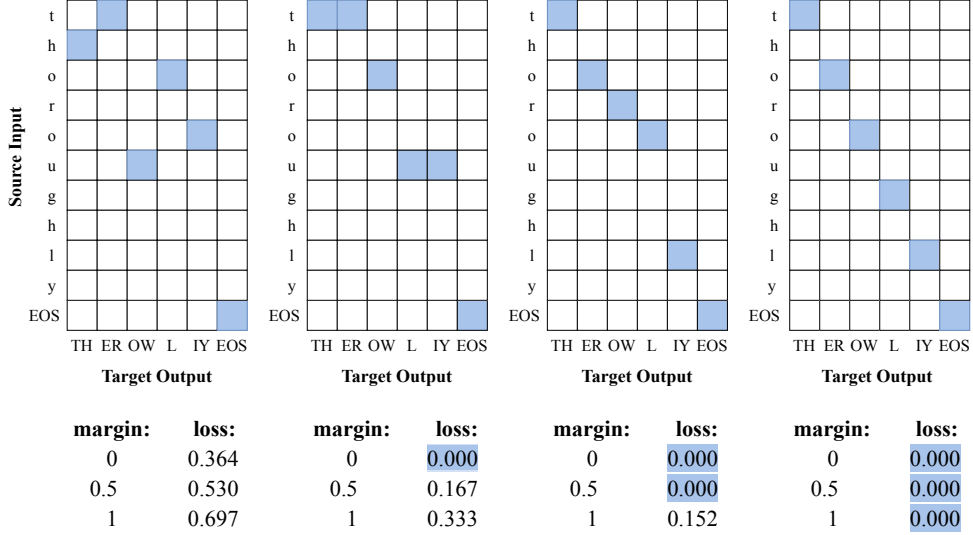 Source Input
t
h
o
r
o
u
g
h
l
y
EOS
TH ER OW L IY EOS
Target Output
margin: loss:
0 0.364
0.5 0.530
1 0.697
t
h
o
r
o
u
g
h
l
y
EOS
TH ER OW L IY EOS
Target Output
margin: loss:
0 0.000
0.5 0.167
1 0.333
t
h
o
r
o
u
g
h
l
y
EOS
TH ER OW L IY EOS
Target Output
margin: loss:
0 0.000
0.5 0.000
1 0.152
t
h
o
r
o
u
g
h
l
y
EOS
TH ER OW L IY EOS
Target Output
margin: loss:
0 0.000
0.5 0.000
1 0.000